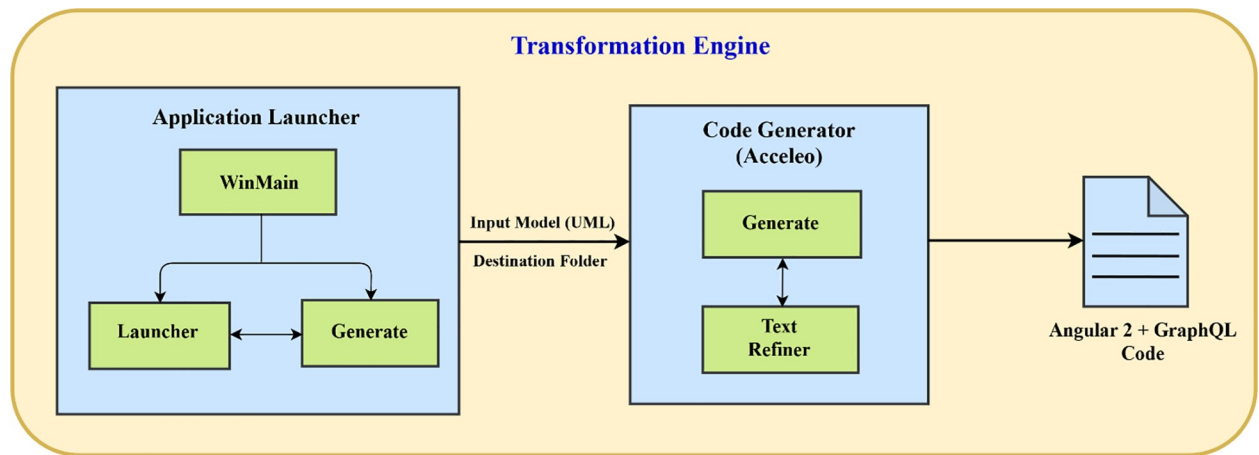 Transformation Engine
Application Launcher
WinMain
Launcher
Generate
Input Model (UML)
Destination Folder
Code Generator
(Acceleo)
Generate
Text
Refiner
Angular 2 + GraphQL
Code